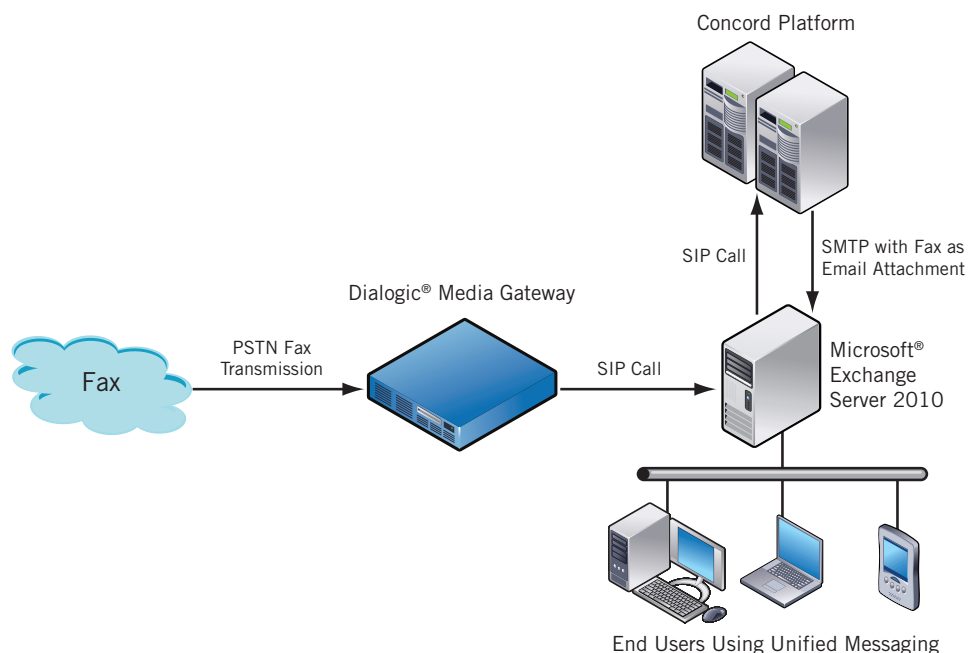 Concord Platform
SIP Call
SMTP with Fax as
Email Attachment
Dialogic® Media Gateway
Fax
PSTN Fax
Transmission
SIP Call
Microsoft®
Exchange
Server 2010
End Users Using Unified Messaging